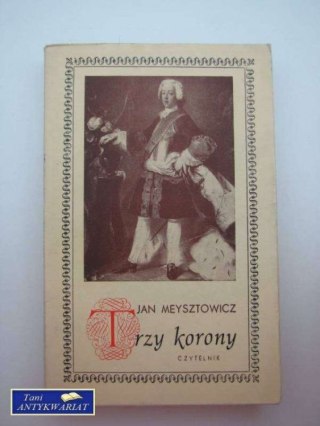 JAN MEYSZTOWICZ
Trzy korony
CZYTELNIK
Tani
ANTYKWARIAT